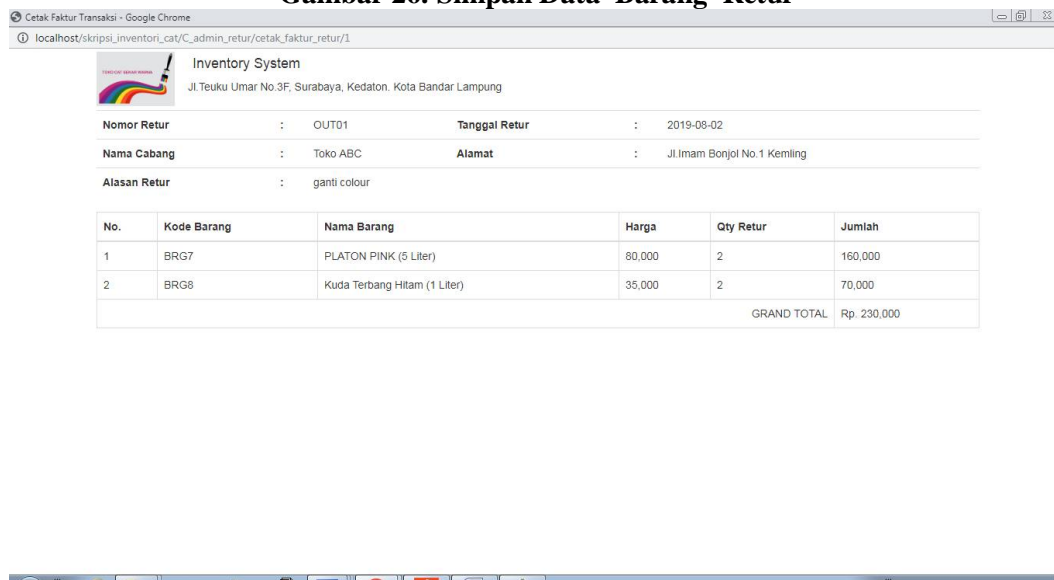 Gambar 26. Simpan Data Barang Retur
Cetak Faktur Transaksi - Google Chrome
localhost/skripsi_inventori_cat/C_admin_retur/cetak_faktur_retur/1
Inventory System
Jl.Teuku Umar No.3F, Surabaya, Kedaton. Kota Bandar Lampung
Nomor Retur : OUT01 Tanggal Retur : 2019-08-02
Nama Cabang : Toko ABC Alamat : Jl.Imam Bonjol No.1 Kemling
Alasan Retur : ganti colour
No. Kode Barang Nama Barang Harga Qty Retur Jumlah
1 BRG7 PLATON PINK (5 Liter) 80,000 2 160,000
2 BRG8 Kuda Terbang Hitam (1 Liter) 35,000 2 70,000
GRAND TOTAL Rp. 230,000